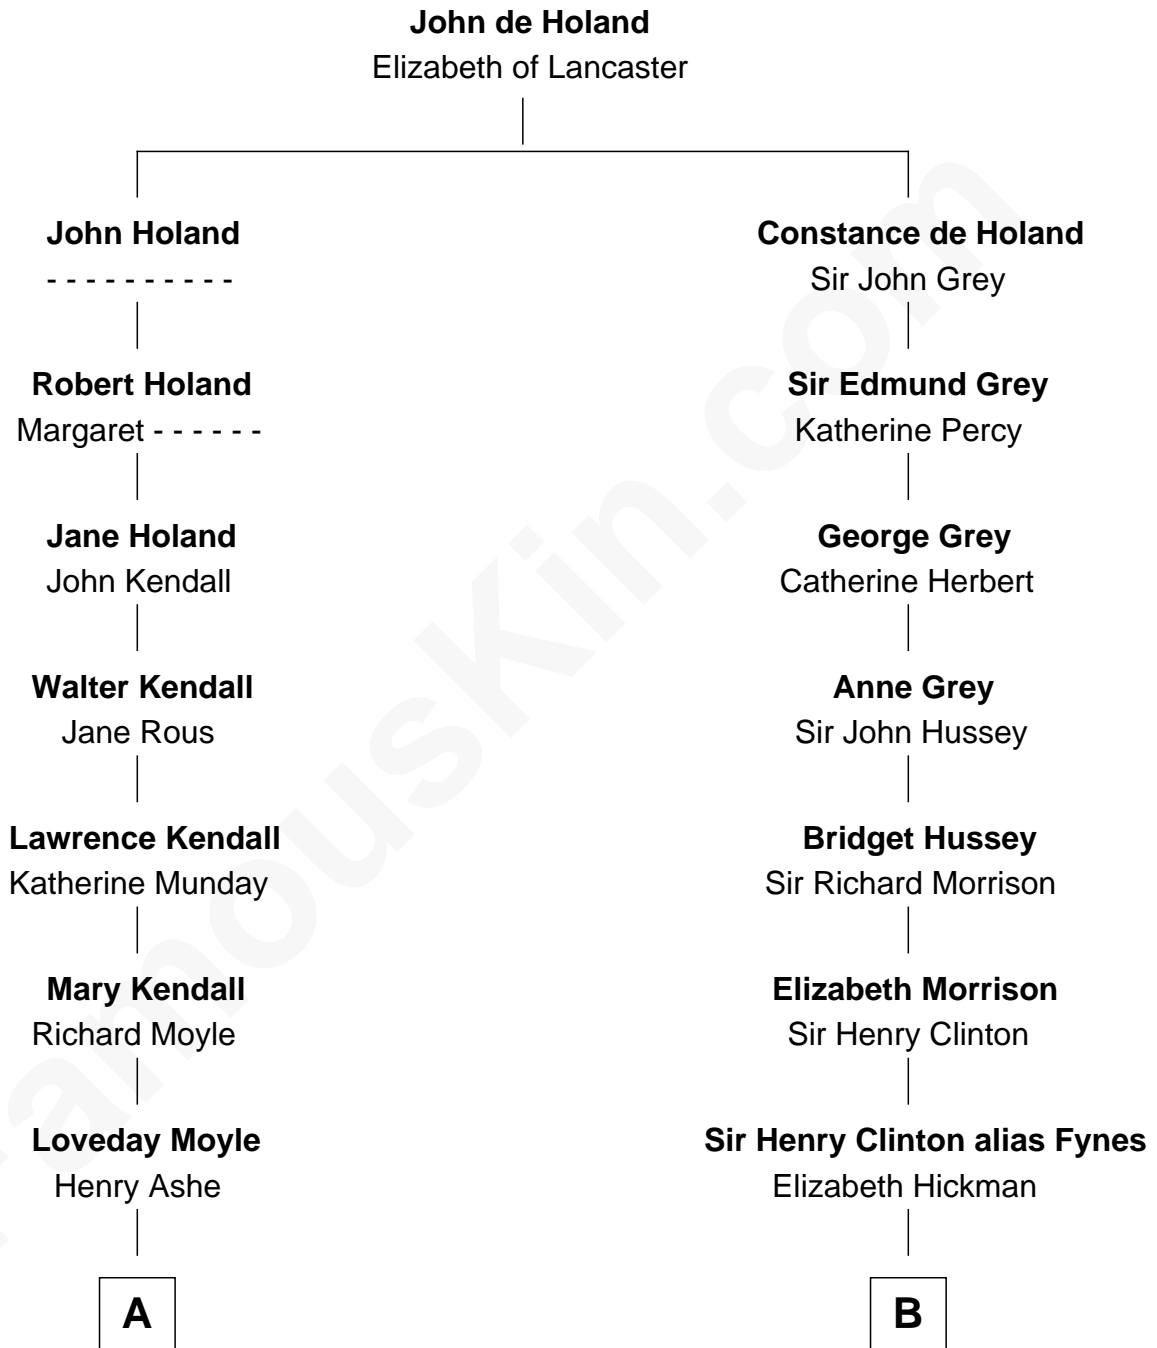 John de Holand
Elizabeth of Lancaster
John Holand
- - - - - - - - - -
Robert Holand
Margaret - - - - - -
Jane Holand
John Kendall
Walter Kendall
Jane Rous
Lawrence Kendall
Katherine Munday
Mary Kendall
Richard Moyle
Loveday Moyle
Henry Ashe
A
Constance de Holand
Sir John Grey
Sir Edmund Grey
Katherine Percy
George Grey
Catherine Herbert
Anne Grey
Sir John Hussey
Bridget Hussey
Sir Richard Morrison
Elizabeth Morrison
Sir Henry Clinton
Sir Henry Clinton alias Fynes
Elizabeth Hickman
B
FamousKin.com